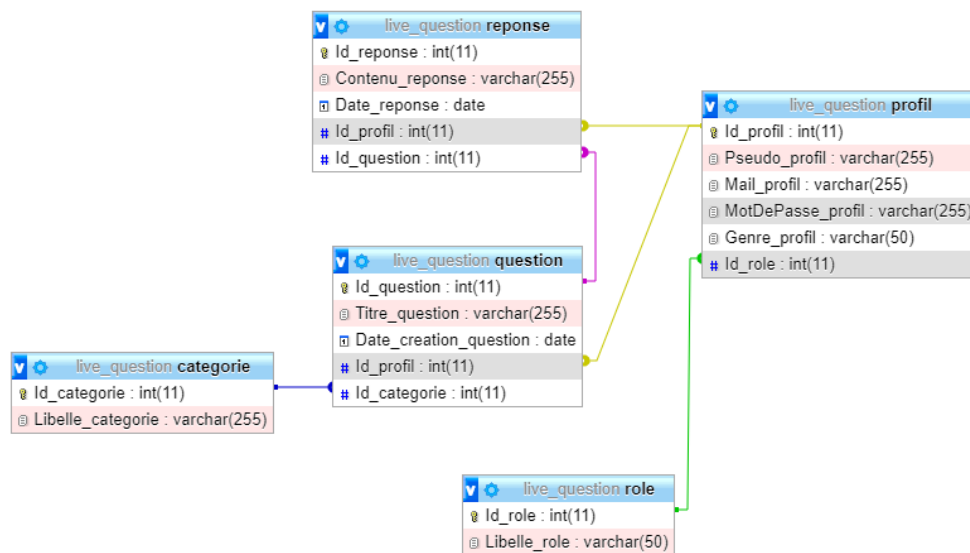 live_question reponse
Id_reponse : int(11)
Contenu_reponse : varchar(255)
Date_reponse : date
# Id_profil : int(11)
# Id_question : int(11)
live_question profil
Id_profil : int(11)
Pseudo_profil : varchar(255)
Mail_profil : varchar(255)
MotDePasse_profil : varchar(255)
Genre_profil : varchar(50)
# Id_role : int(11)
live_question question
Id_question : int(11)
Titre_question : varchar(255)
Date_creation_question : date
# Id_profil : int(11)
# Id_categorie : int(11)
live_question categorie
Id_categorie : int(11)
Libelle_categorie : varchar(255)
live_question role
Id_role : int(11)
Libelle_role : varchar(50)